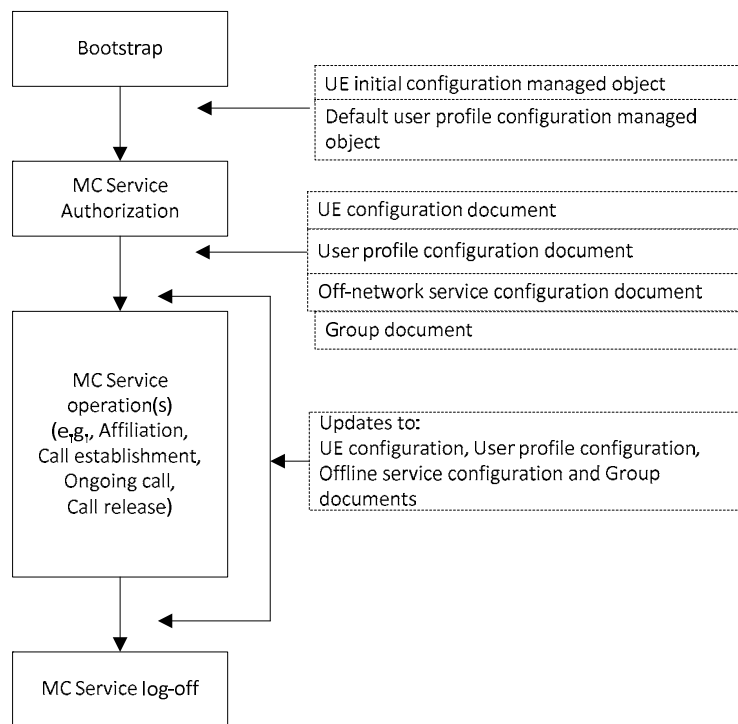 Bootstrap
UE initial configuration managed object
Default user profile configuration managed
object
MC Service
Authorization
UE configuration document
User profile configuration document
Off-network service configuration document
Group document
MC Service
operation(s)
(e.g., Affiliation,
Call establishment,
Ongoing call,
Call release)
Updates to:
UE configuration, User profile configuration,
Offline service configuration and Group
documents
MC Service log-off